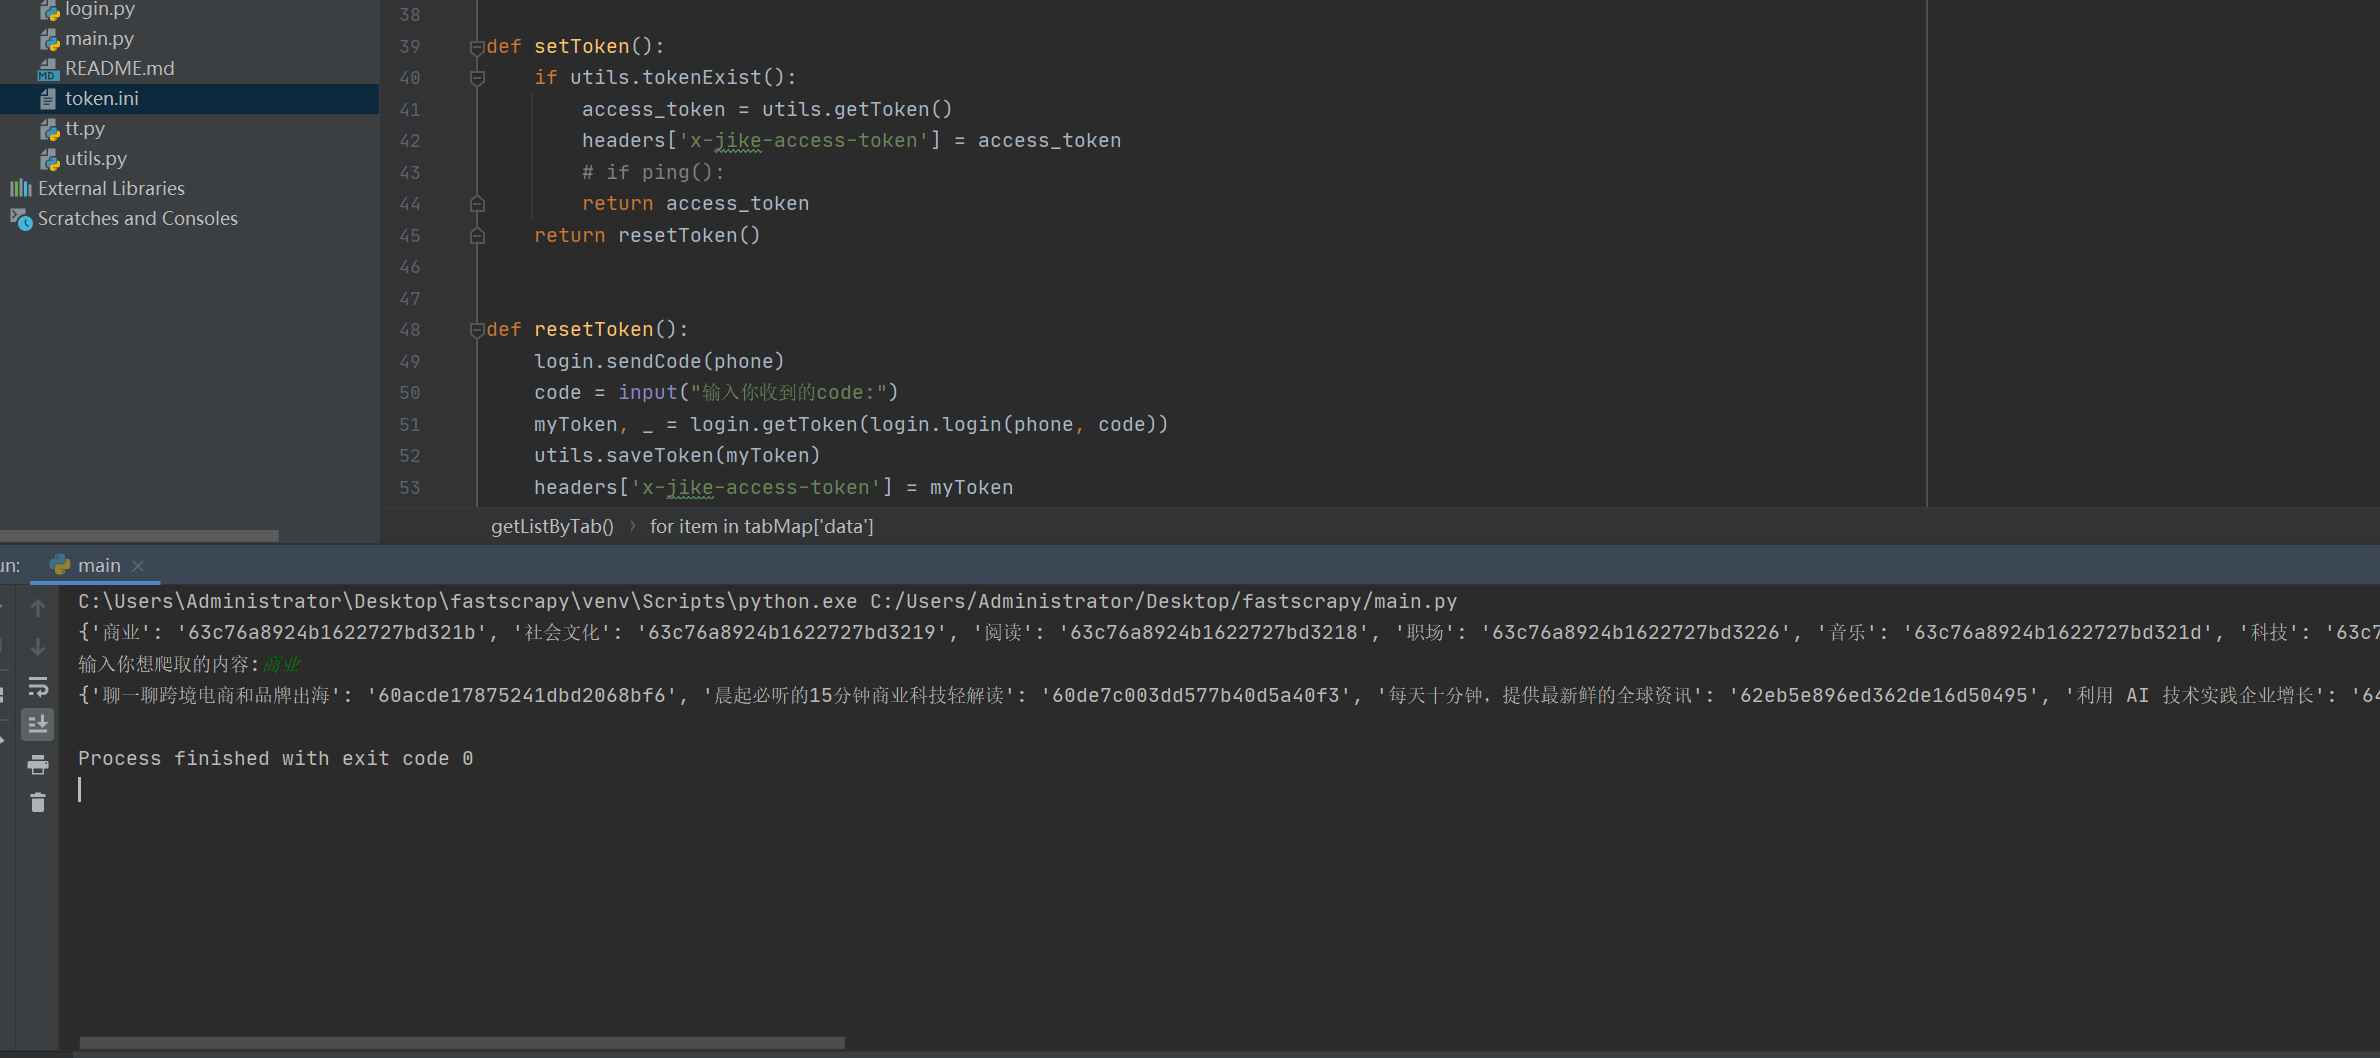 login.py
main.py
README.md
token.ini
tt.py
utils.py
External Libraries
Scratches and Consoles
38
39 def setToken():
40 if utils.tokenExist():
41 access_token = utils.getToken()
42 headers['x-jike-access-token'] = access_token
43 # if ping():
44 return access_token
45 return resetToken()
46
47
48 def resetToken():
49 login.sendCode(phone)
50 code = input("输入你收到的code:")
51 myToken, _ = login.getToken(login.login(phone, code))
52 utils.saveToken(myToken)
53 headers['x-jike-access-token'] = myToken
getListByTab() › for item in tabMap['data']
un: main ×
C:\Users\Administrator\Desktop\fastscrapy\venv\Scripts\python.exe C:/Users/Administrator/Desktop/fastscrapy/main.py
{'商业': '63c76a8924b1622727bd321b', '社会文化': '63c76a8924b1622727bd3219', '阅读': '63c76a8924b1622727bd3218', '职场': '63c76a8924b1622727bd3226', '音乐': '63c76a8924b1622727bd321d', '科技': '63c7
输入你想爬取的内容:商业
{'聊一聊跨境电商和品牌出海': '60acde17875241dbd2068bf6', '晨起必听的15分钟商业科技轻解读': '60de7c003dd577b40d5a40f3', '每天十分钟，提供最新鲜的全球资讯': '62eb5e896ed362de16d50495', '利用 AI 技术实践企业增长': '64
Process finished with exit code 0